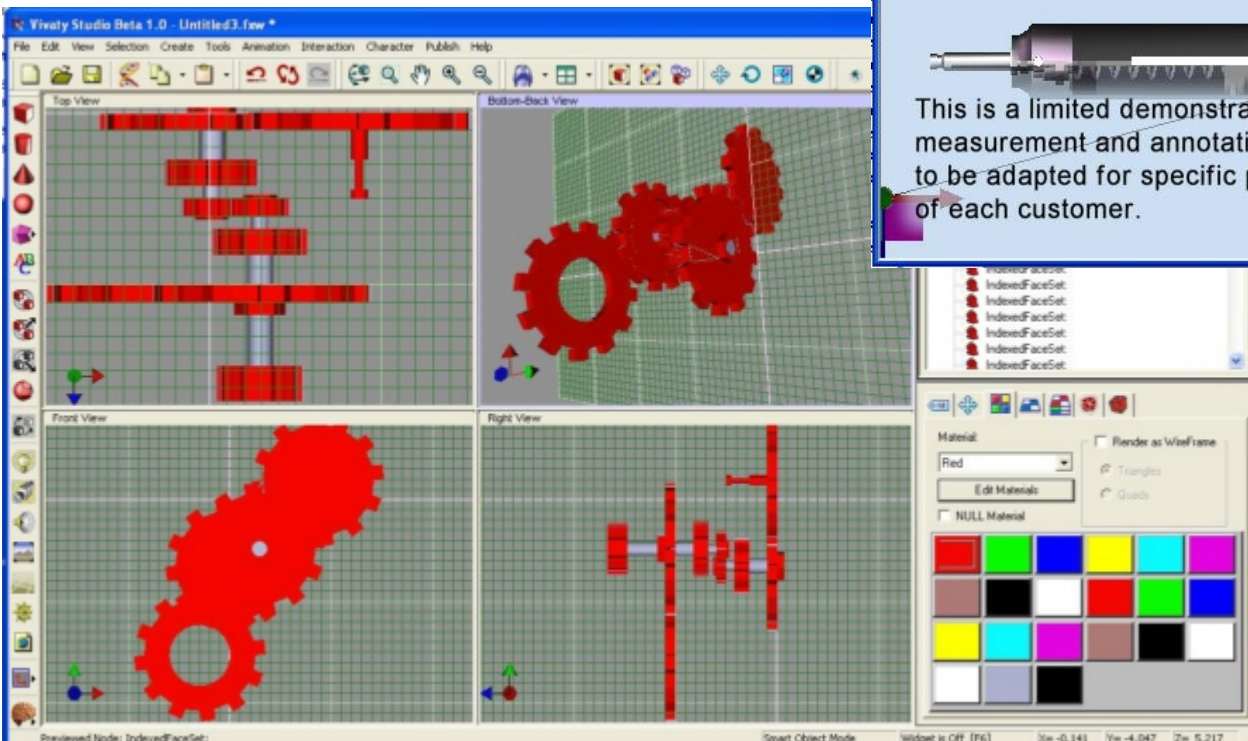 Vivaty Studio Beta 1.0 - Untitled3.fxw *
File Edit View Selection Create Tools Animation Interaction Character Publish Help
Top View
Bottom-Back View
This is a limited demonstra
measurement and annotati
to be adapted for specific
of each customer.
IndexedFaceSet:
IndexedFaceSet:
IndexedFaceSet:
IndexedFaceSet:
IndexedFaceSet:
IndexedFaceSet:
IndexedFaceSet:
Front View
Right View
Material:
Red
Edit Materials
NULL Material
Render as WireFrame
Triangles
Quads
Previewed Node: IndexedFaceSet:
Smart Object Mode
Widget is Off [F6]
X= -0.141 Y= -4.047 Z= 5.217